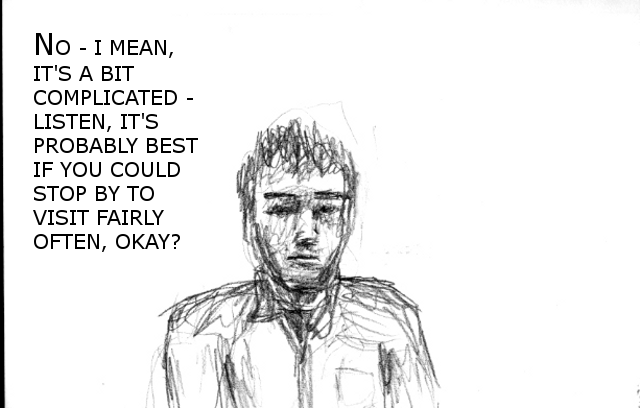 NO - I MEAN,
IT'S A BIT
COMPLICATED -
LISTEN, IT'S
PROBABLY BEST
IF YOU COULD
STOP BY TO
VISIT FAIRLY
OFTEN, OKAY?